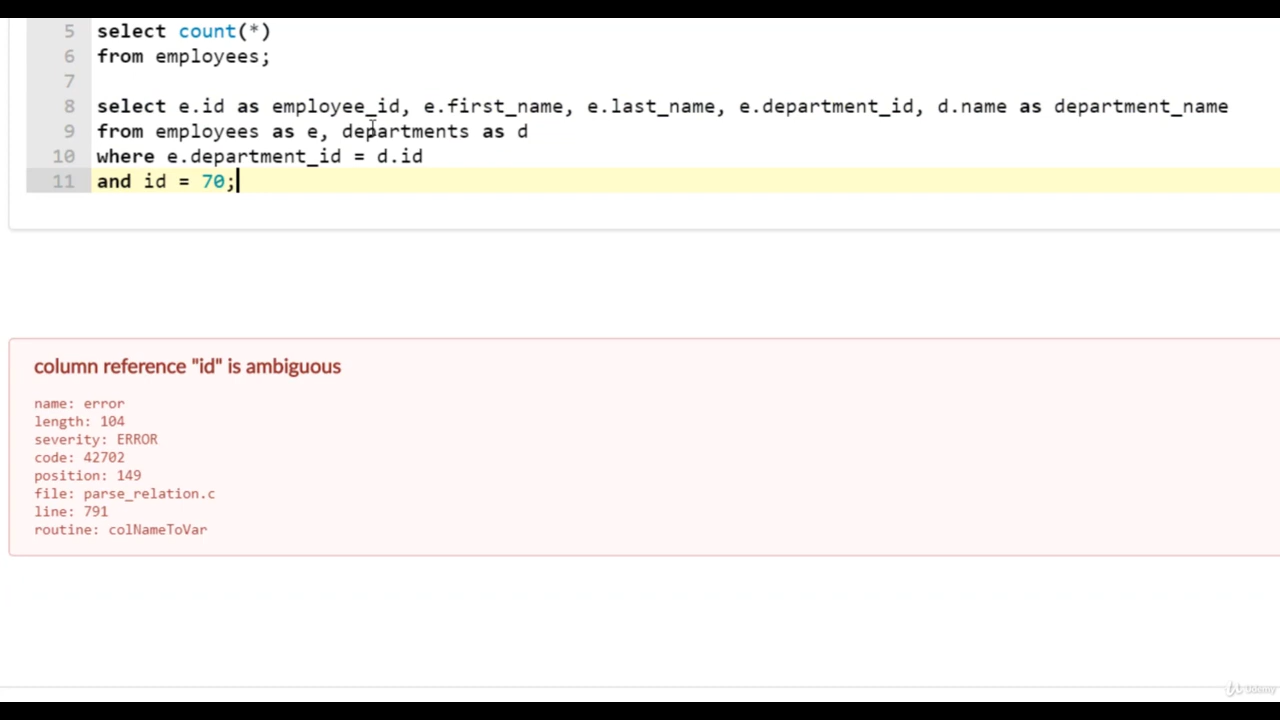 5 select count(*)
6 from employees;
7
8 select e.id as employee_id, e.first_name, e.last_name, e.department_id, d.name as department_name
9 from employees as e, departments as d
10 where e.department_id = d.id
11 and id = 70;
column reference "id" is ambiguous
name: error
length: 104
severity: ERROR
code: 42702
position: 149
file: parse_relation.c
line: 791
routine: colNameToVar
Udemy